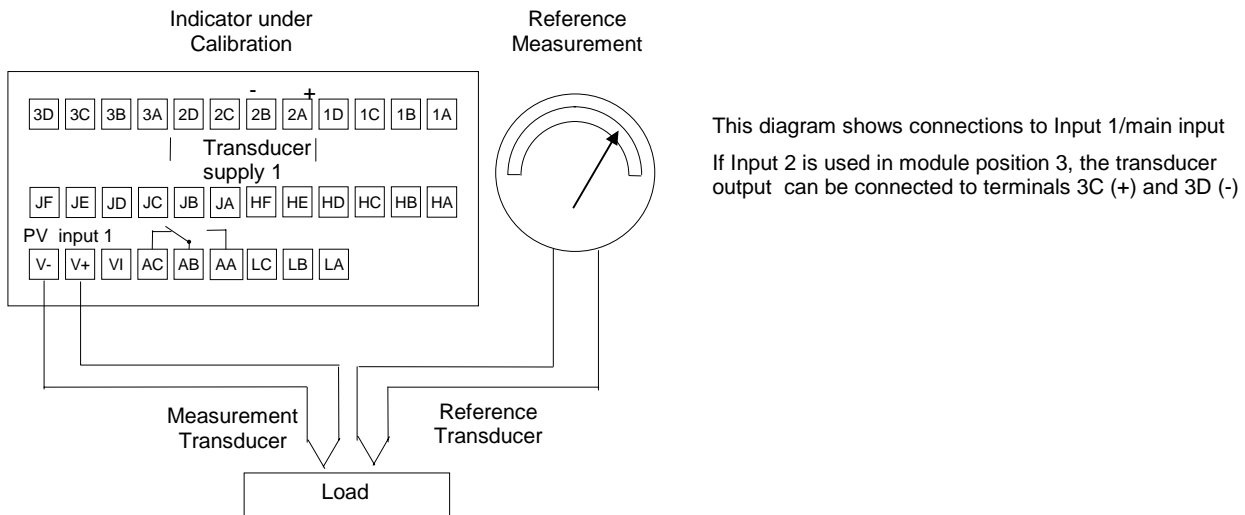 Indicator under
Calibration
Reference
Measurement
- +
3D 3C 3B 3A 2D 2C 2B 2A 1D 1C 1B 1A
Transducer
supply 1
JF JE JD JC JB JA HF HE HD HC HB HA
PV input 1
V- V+ VI AC AB AA LC LB LA
This diagram shows connections to Input 1/main input
If Input 2 is used in module position 3, the transducer
output can be connected to terminals 3C (+) and 3D (-)
Measurement
Transducer
Reference
Transducer
Load